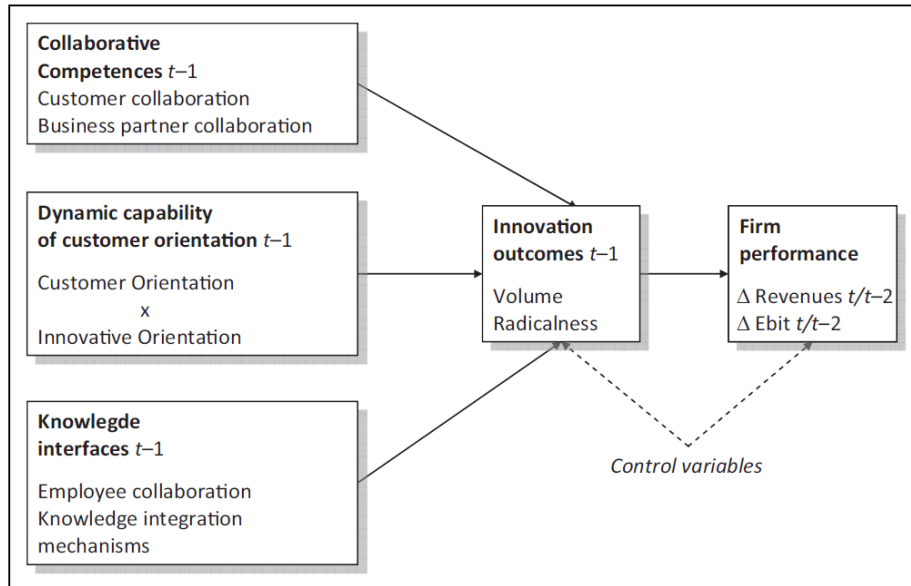 Collaborative
Competences t–1
Customer collaboration
Business partner collaboration
Dynamic capability
of customer orientation t–1
Customer Orientation
x
Innovative Orientation
Knowlegde
interfaces t–1
Employee collaboration
Knowledge integration
mechanisms
Innovation
outcomes t–1
Volume
Radicalness
Firm
performance
Δ Revenues t/t–2
Δ Ebit t/t–2
Control variables